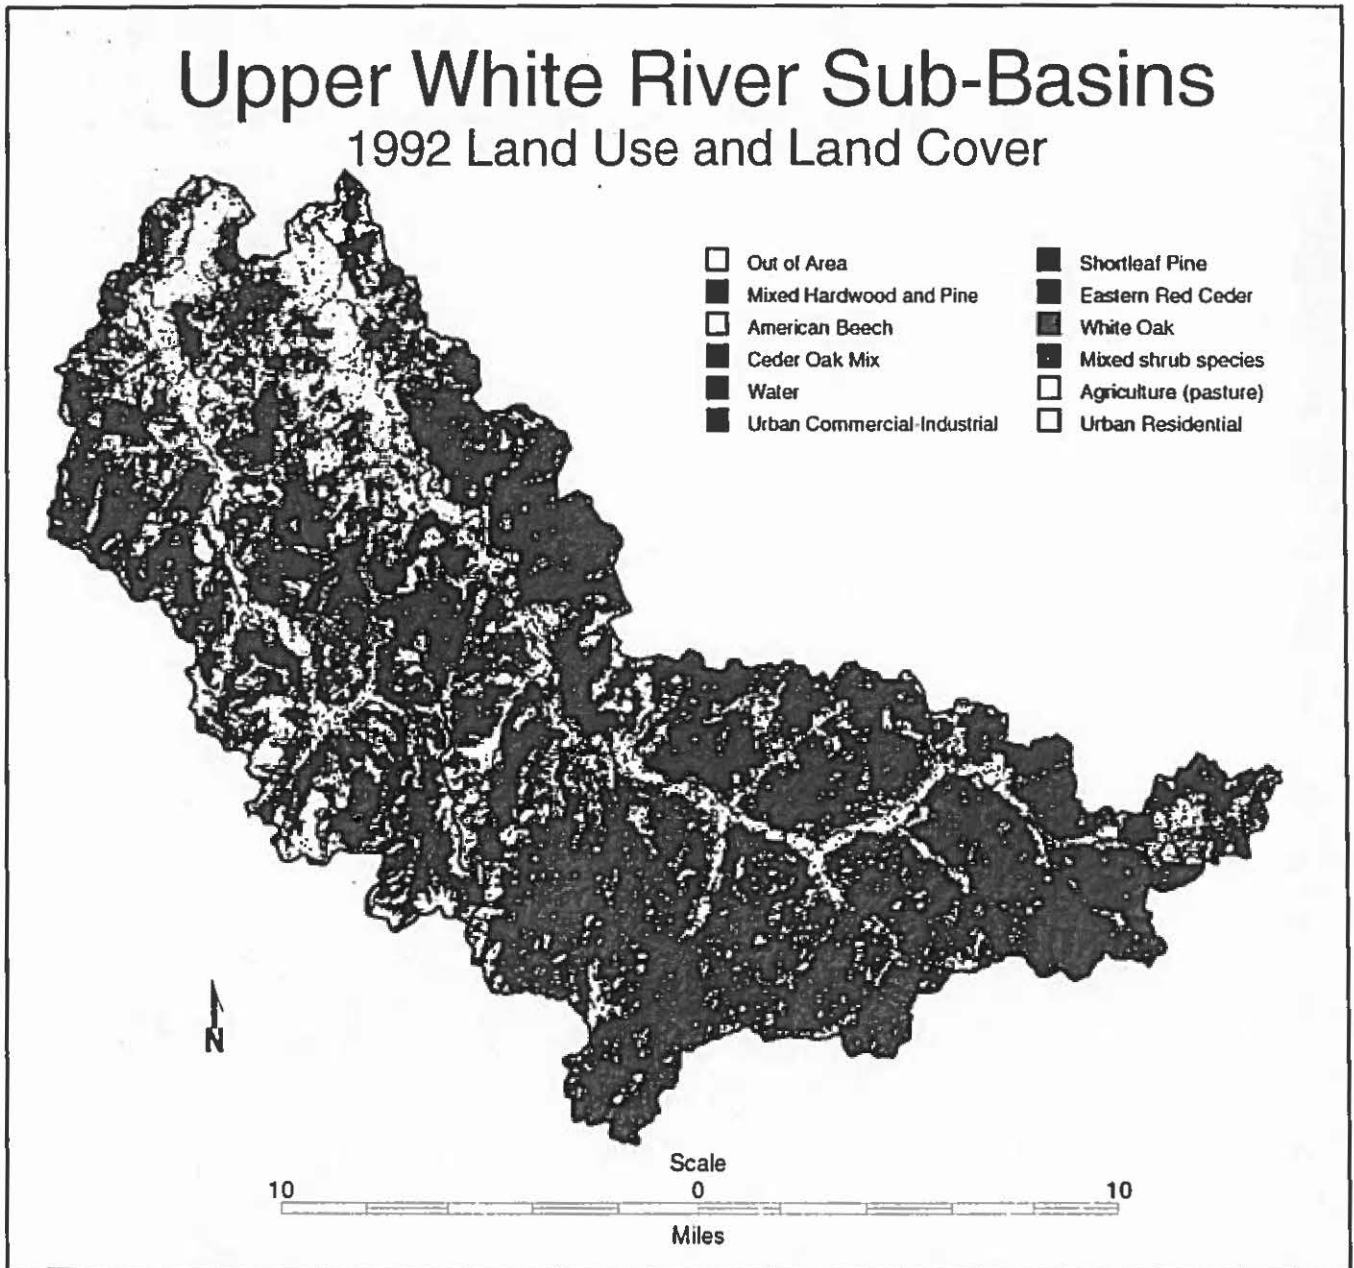 Upper White River Sub-Basins
1992 Land Use and Land Cover
Out of Area
Mixed Hardwood and Pine
American Beech
Ceder Oak Mix
Water
Urban Commercial-Industrial
Shortleaf Pine
Eastern Red Ceder
White Oak
Mixed shrub species
Agriculture (pasture)
Urban Residential
N
Scale
10 0 10
Miles